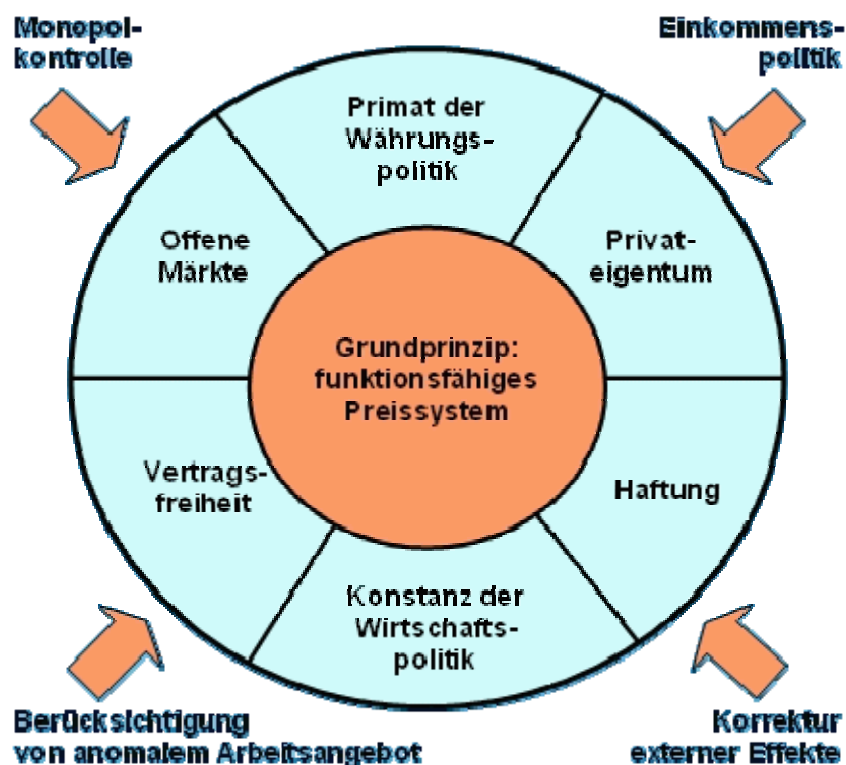 Monopol-
kontrolle
Einkommens-
politik
Primat der
Währungs-
politik
Offene
Märkte
Privat-
eigentum
Grundprinzip:
funktionsfähiges
Preissystem
Vertrags-
freiheit
Haftung
Konstanz der
Wirtschafts-
politik
Berücksichtigung
von anomalem Arbeitsangebot
Korrektur
externer Effekte